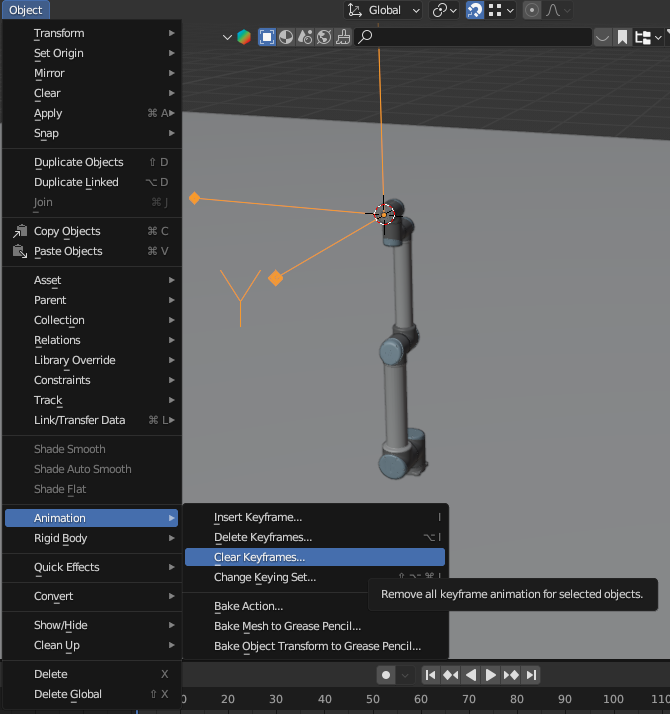 Object
Global
Transform
Set Origin
Mirror
Clear
Apply ⌘ A
Snap
Duplicate Objects ⇧ D
Duplicate Linked ⌥ D
Join ⌘ J
Copy Objects ⌘ C
Paste Objects ⌘ V
Asset
Parent
Collection
Relations
Library Override
Constraints
Track
Link/Transfer Data ⌘ L
Shade Smooth
Shade Auto Smooth
Shade Flat
Animation
Rigid Body
Quick Effects
Convert
Show/Hide
Clean Up
Delete X
Delete Global ⇧ X
Insert Keyframe... I
Delete Keyframes... ⌥ I
Clear Keyframes...
Change Keying Set...
Bake Action...
Bake Mesh to Grease Pencil...
Bake Object Transform to Grease Pencil...
Remove all keyframe animation for selected objects.
Y
20 30 40 50 60 70 80 90 100